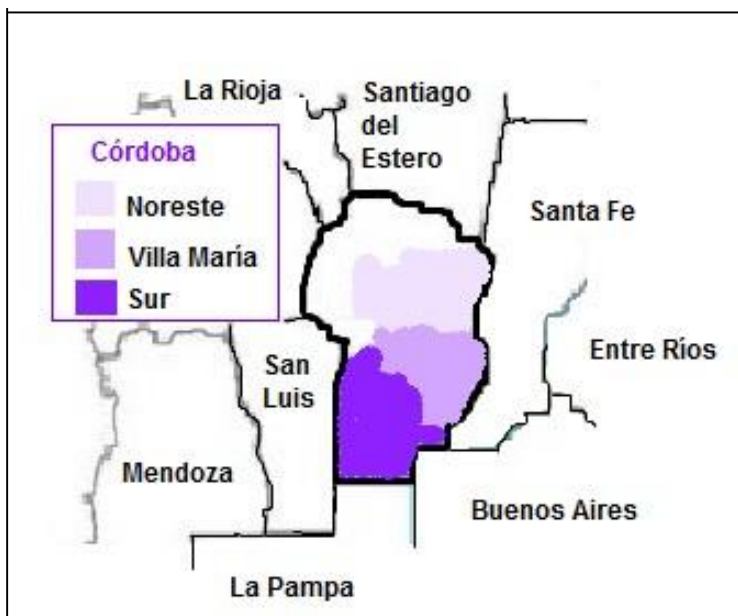 La Rioja
Santiago
del
Estero
Córdoba
Noreste
Villa María
Sur
Santa Fe
Entre Ríos
San
Luis
Mendoza
Buenos Aires
La Pampa